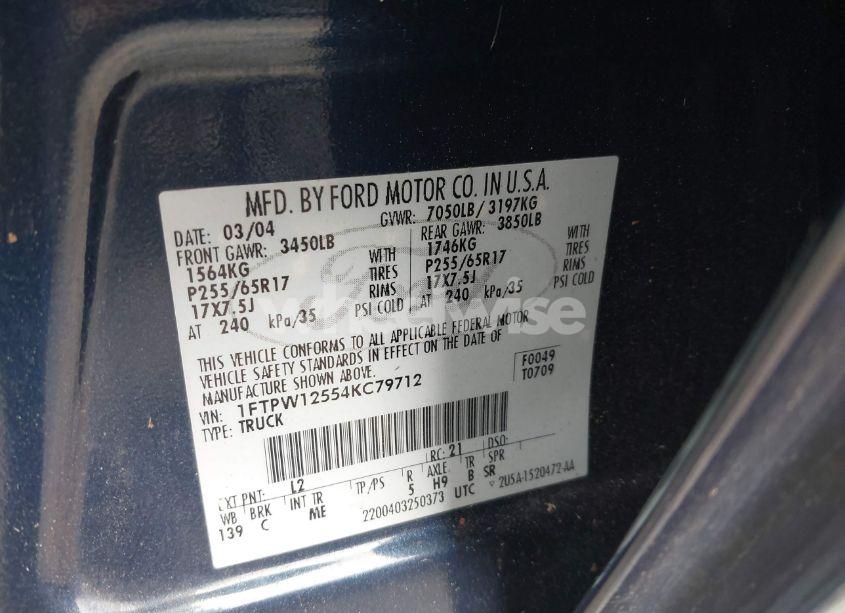 MFD. BY FORD MOTOR CO. IN U.S.A.
DATE: 03/04 GVWR: 7050LB/ 3197KG
FRONT GAWR: 3450LB REAR GAWR: 3850LB
1564KG WITH 1746KG WITH
P255/65R17 TIRES P255/65R17 TIRES
17X7.5J RIMS 17X7.5J RIMS
AT 240 kPa/35 PSI COLD AT 240 kPa/35 PSI COLD
THIS VEHICLE CONFORMS TO ALL APPLICABLE FEDERAL MOTOR
VEHICLE SAFETY STANDARDS IN EFFECT ON THE DATE OF
MANUFACTURE SHOWN ABOVE.
F0049
T0709
VIN: 1FTPW12554KC79712
TYPE: TRUCK
EXT PNT: L2 RC: 21 DSO:
WB BRK INT TR TP/PS R AXLE TR SPR
139 C ME 5 H9 B SR
2200403250373 UTC 2U5A-1520472-AA
wheelwise